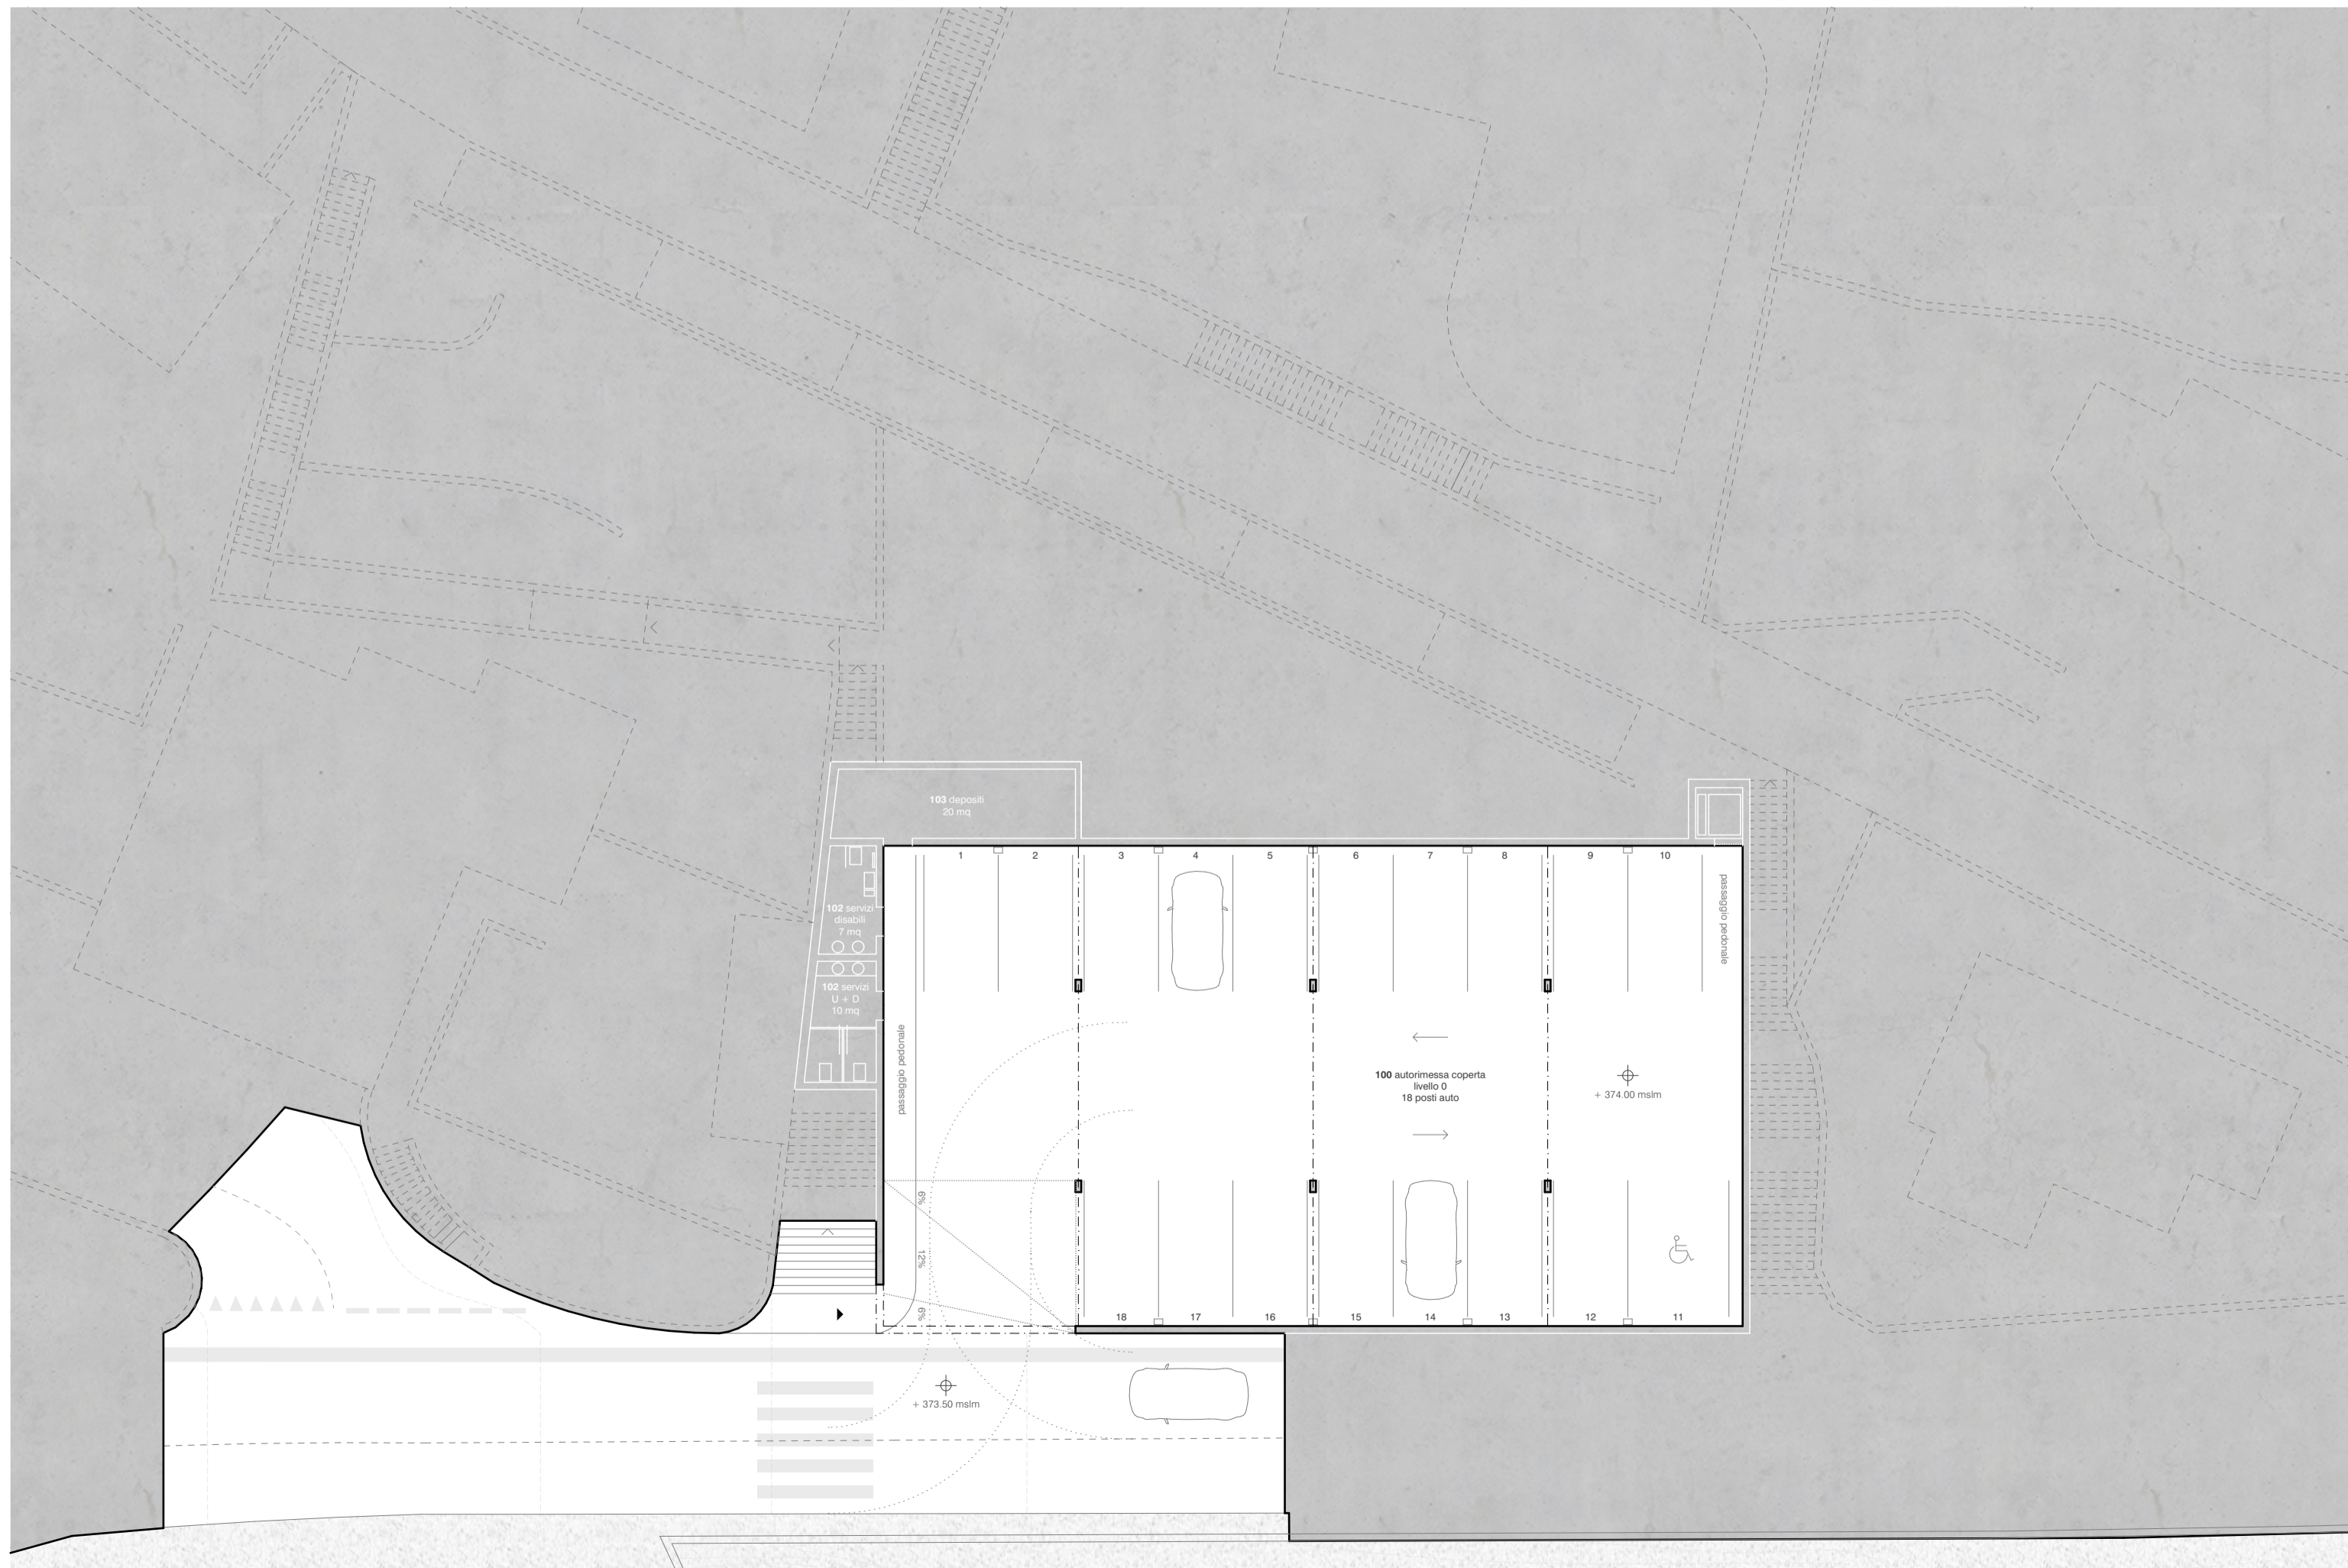 103 depositi
20 mq
1
2
3
4
5
6
7
8
9
10
passaggio pedonale
102 servizi
disabili
7 mq
102 servizi
U + D
10 mq
passaggio pedonale
100 autorimessa coperta
livello 0
18 posti auto
+ 374.00 mslm
6%
12%
6%
18
17
16
15
14
13
12
11
+ 373.50 mslm